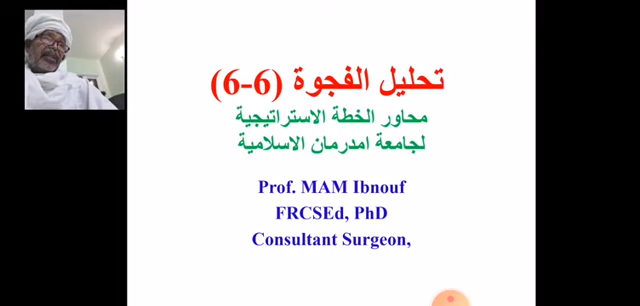 تحليل الفجوة (6-6)
محاور الخطة الاستراتيجية
لجامعة امدرمان الاسلامية
Prof. MAM Ibnouf
FRCSEd, PhD
Consultant Surgeon,